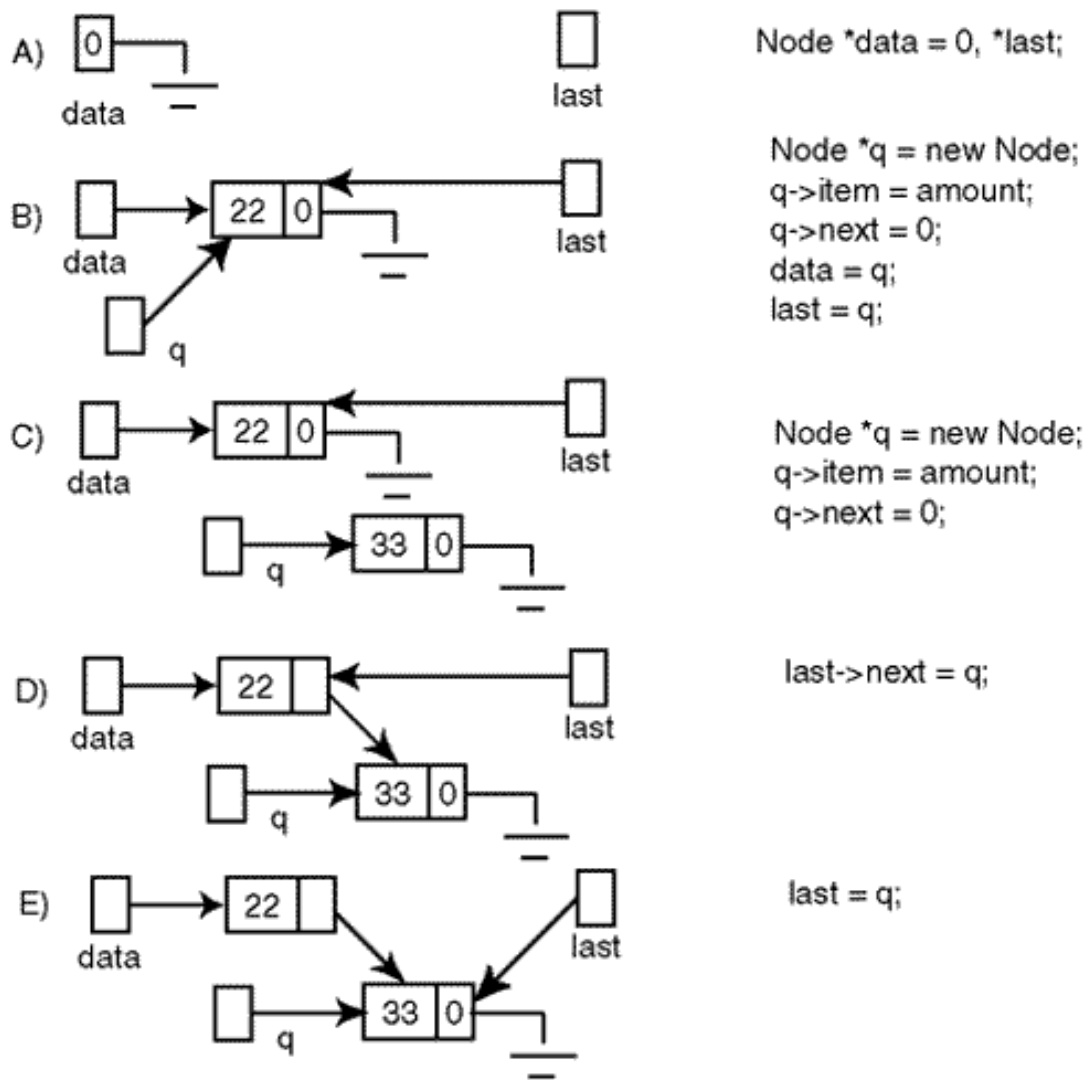 A)
0
data
last
Node *data = 0, *last;
B)
22 0
data
last
q
Node *q = new Node;
q->item = amount;
q->next = 0;
data = q;
last = q;
C)
22 0
data
last
33 0
q
Node *q = new Node;
q->item = amount;
q->next = 0;
D)
22
data
last
33 0
q
last->next = q;
E)
22
data
last
33 0
q
last = q;